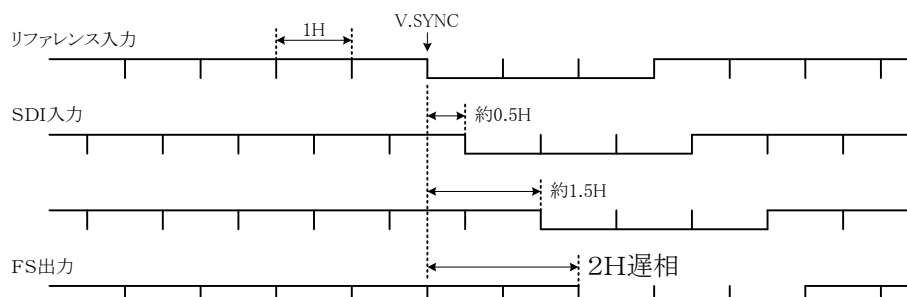 V.SYNC
リファレンス入力
1H
SDI入力
約0.5H
約1.5H
FS出力
2H遅相